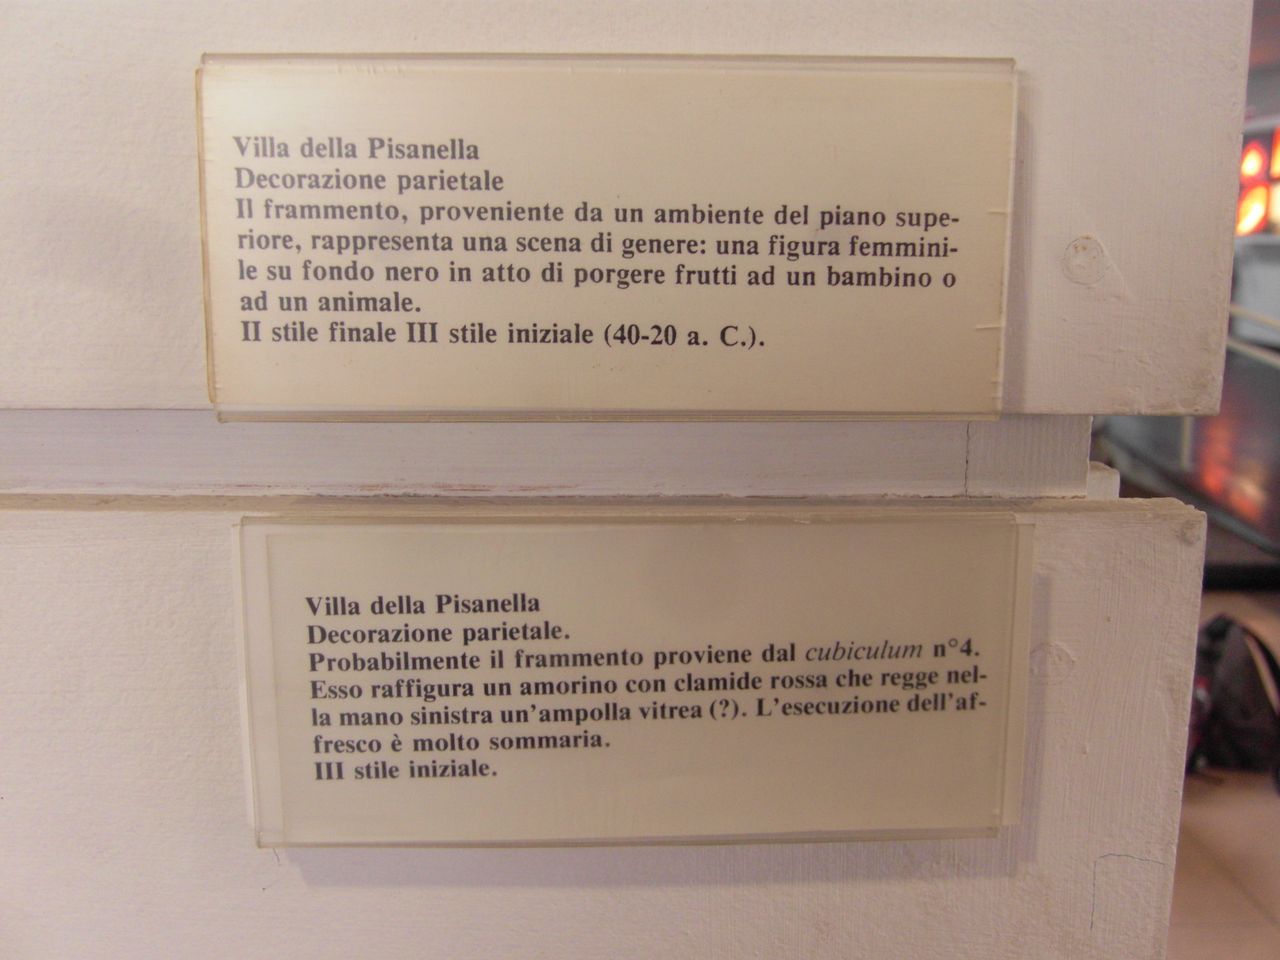 Villa della Pisanella
Decorazione parietale
Il frammento, proveniente da un ambiente del piano supe-
riore, rappresenta una scena di genere: una figura femmini-
le su fondo nero in atto di porgere frutti ad un bambino o
ad un animale.
II stile finale III stile iniziale (40-20 a. C.).
Villa della Pisanella
Decorazione parietale.
Probabilmente il frammento proviene dal cubiculum n°4.
Esso raffigura un amorino con clamide rossa che regge nel-
la mano sinistra un'ampolla vitrea (?). L'esecuzione dell'af-
fresco è molto sommaria.
III stile iniziale.